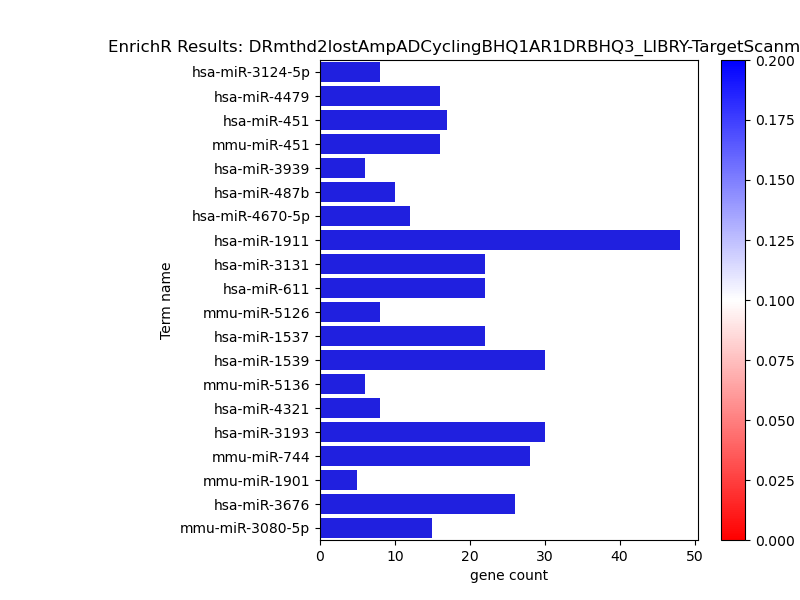 EnrichR Results: DRmthd2lostAmpADCyclingBHQ1AR1DRBHQ3_LIBRY-TargetScanm
hsa-miR-3124-5p
hsa-miR-4479
hsa-miR-451
mmu-miR-451
hsa-miR-3939
hsa-miR-487b
hsa-miR-4670-5p
hsa-miR-1911
hsa-miR-3131
hsa-miR-611
mmu-miR-5126
hsa-miR-1537
hsa-miR-1539
mmu-miR-5136
hsa-miR-4321
hsa-miR-3193
mmu-miR-744
mmu-miR-1901
hsa-miR-3676
mmu-miR-3080-5p
Term name
0 10 20 30 40 50
gene count
0.200
0.175
0.150
0.125
0.100
0.075
0.050
0.025
0.000